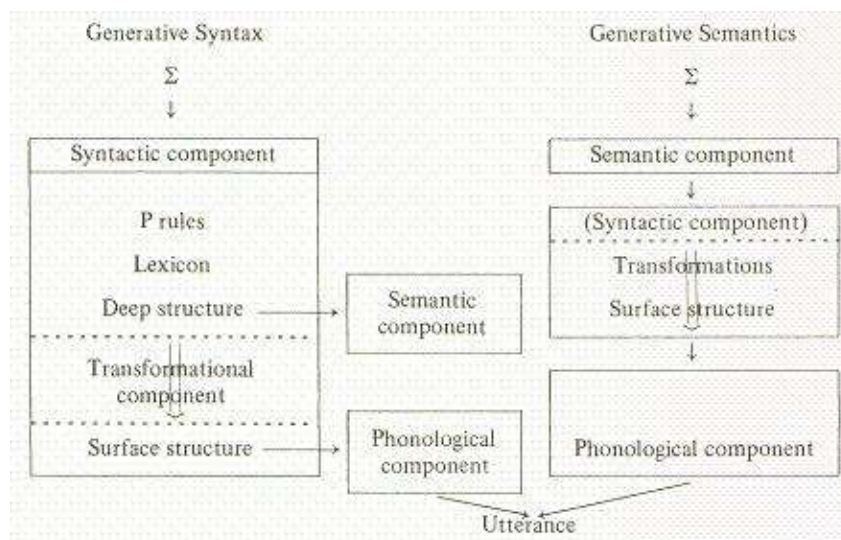 Generative Syntax
Σ
↓
Syntactic component
P rules
Lexicon
Deep structure
Transformational
component
Surface structure
Semantic
component
Phonological
component
Generative Semantics
Σ
↓
Semantic component
↓
(Syntactic component)
Transformations
Surface structure
↓
Phonological component
Utterance